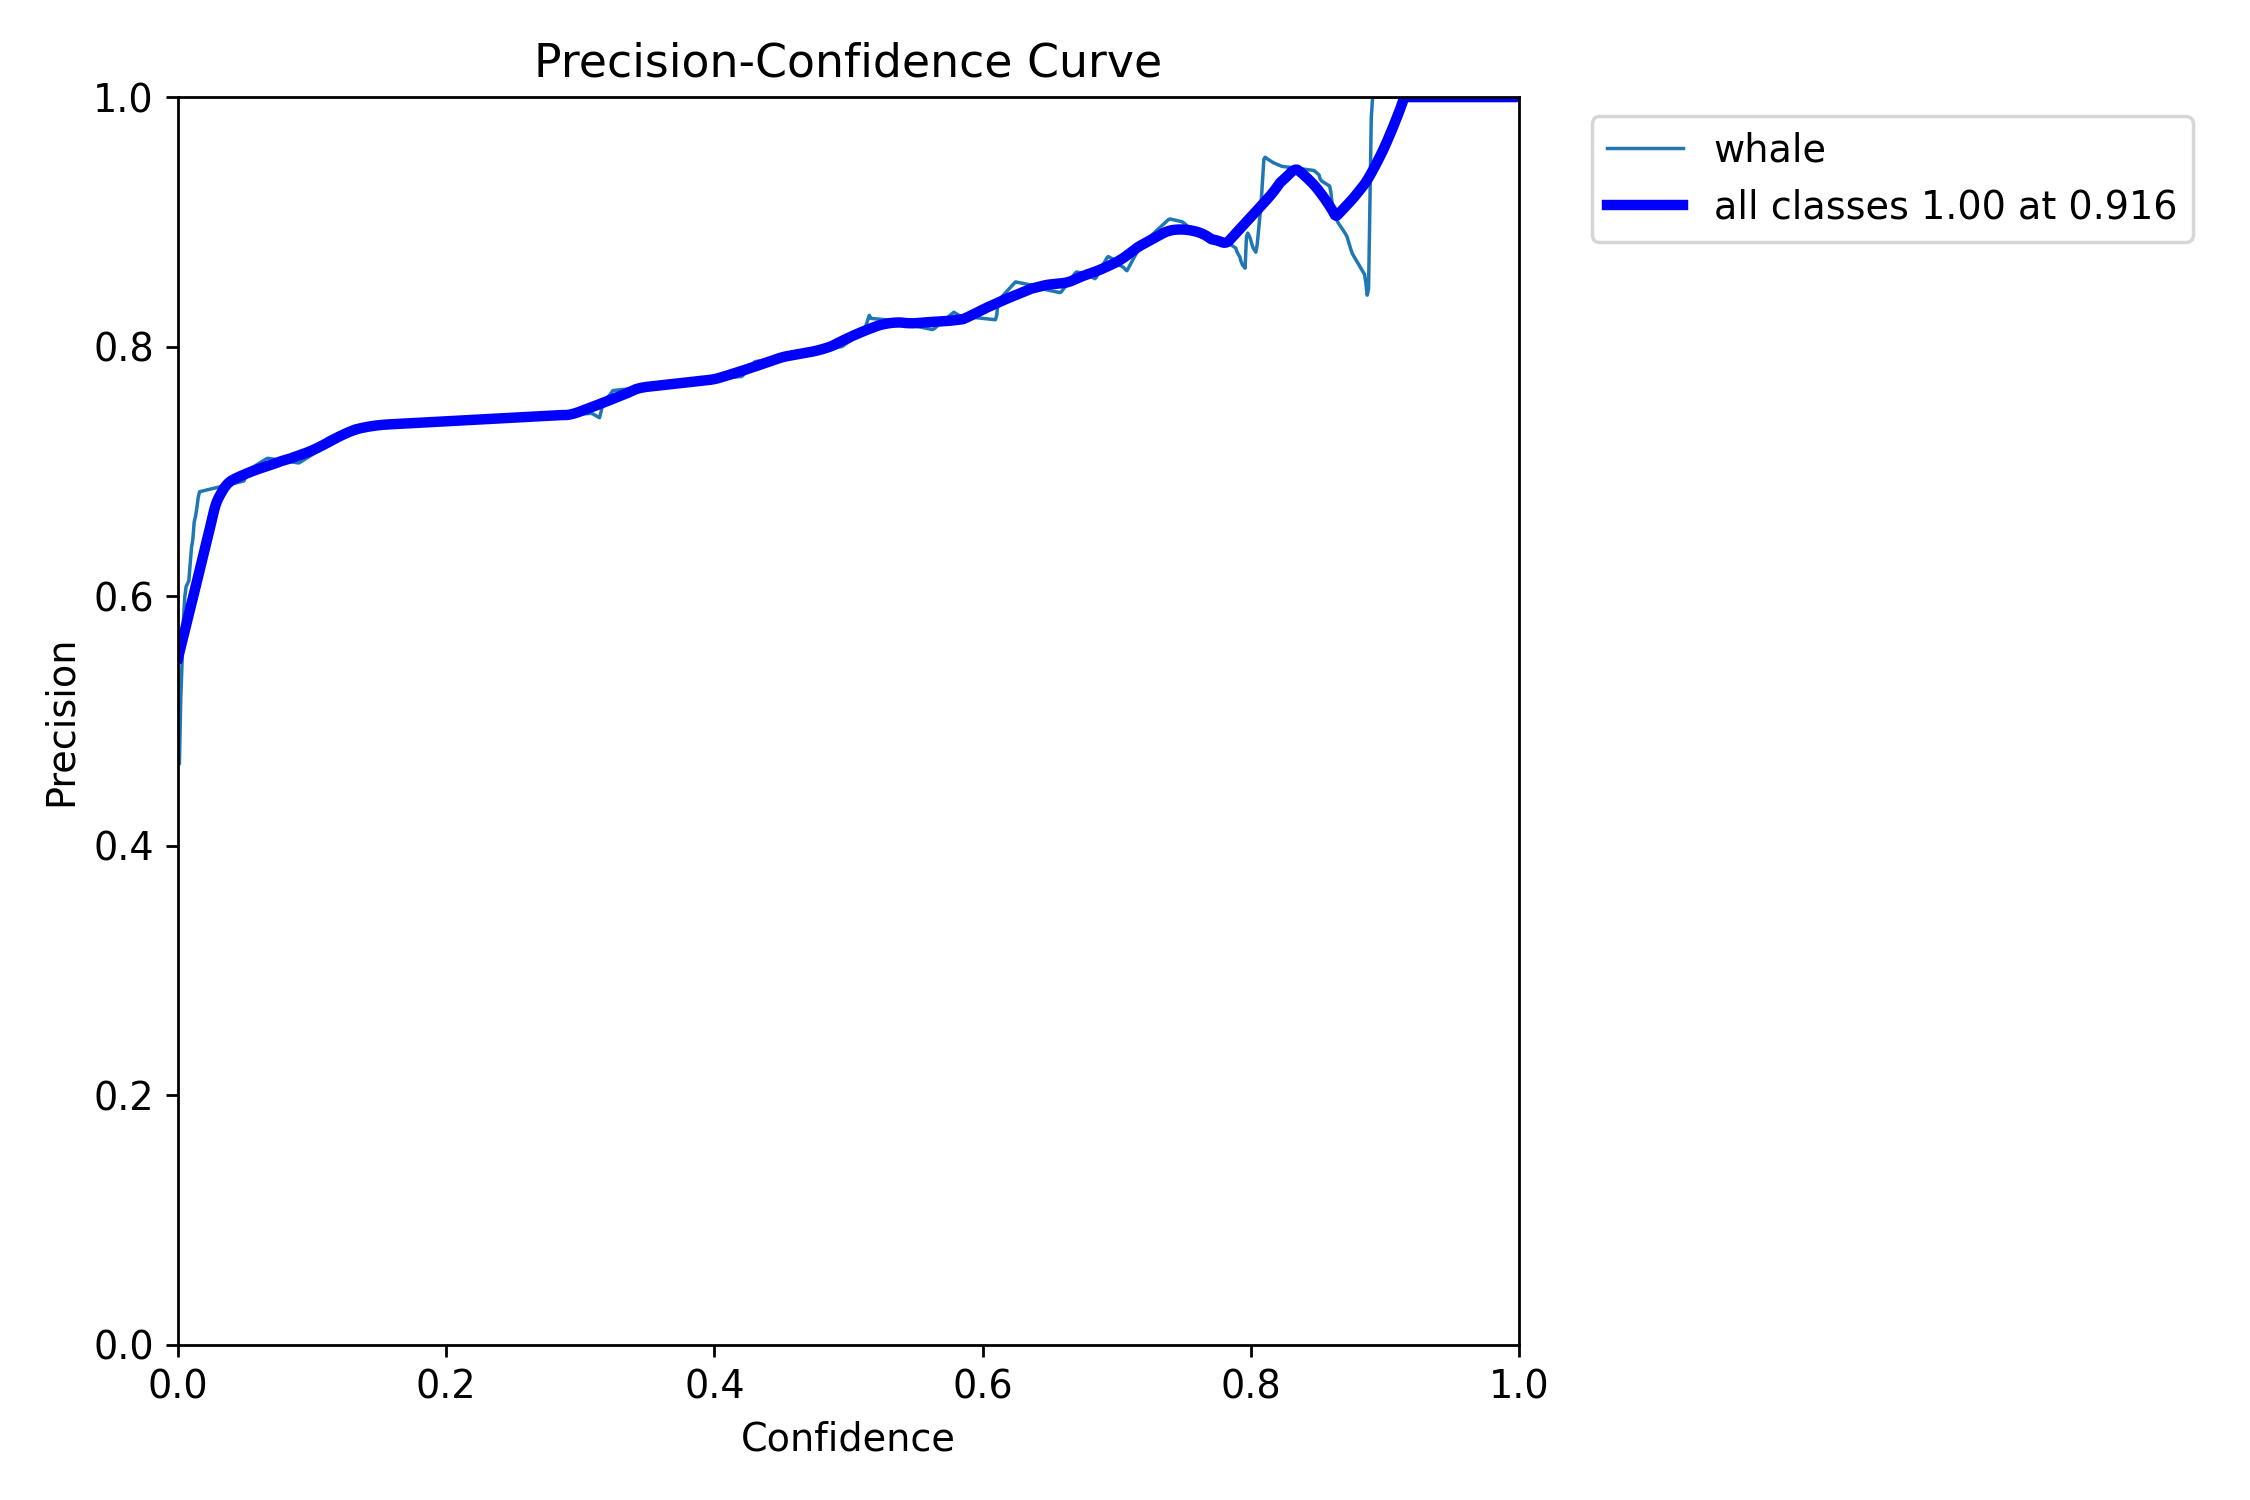 Precision-Confidence Curve
1.0
0.8
0.6
0.4
0.2
0.0
Precision
0.0 0.2 0.4 0.6 0.8 1.0
Confidence
whale
all classes 1.00 at 0.916